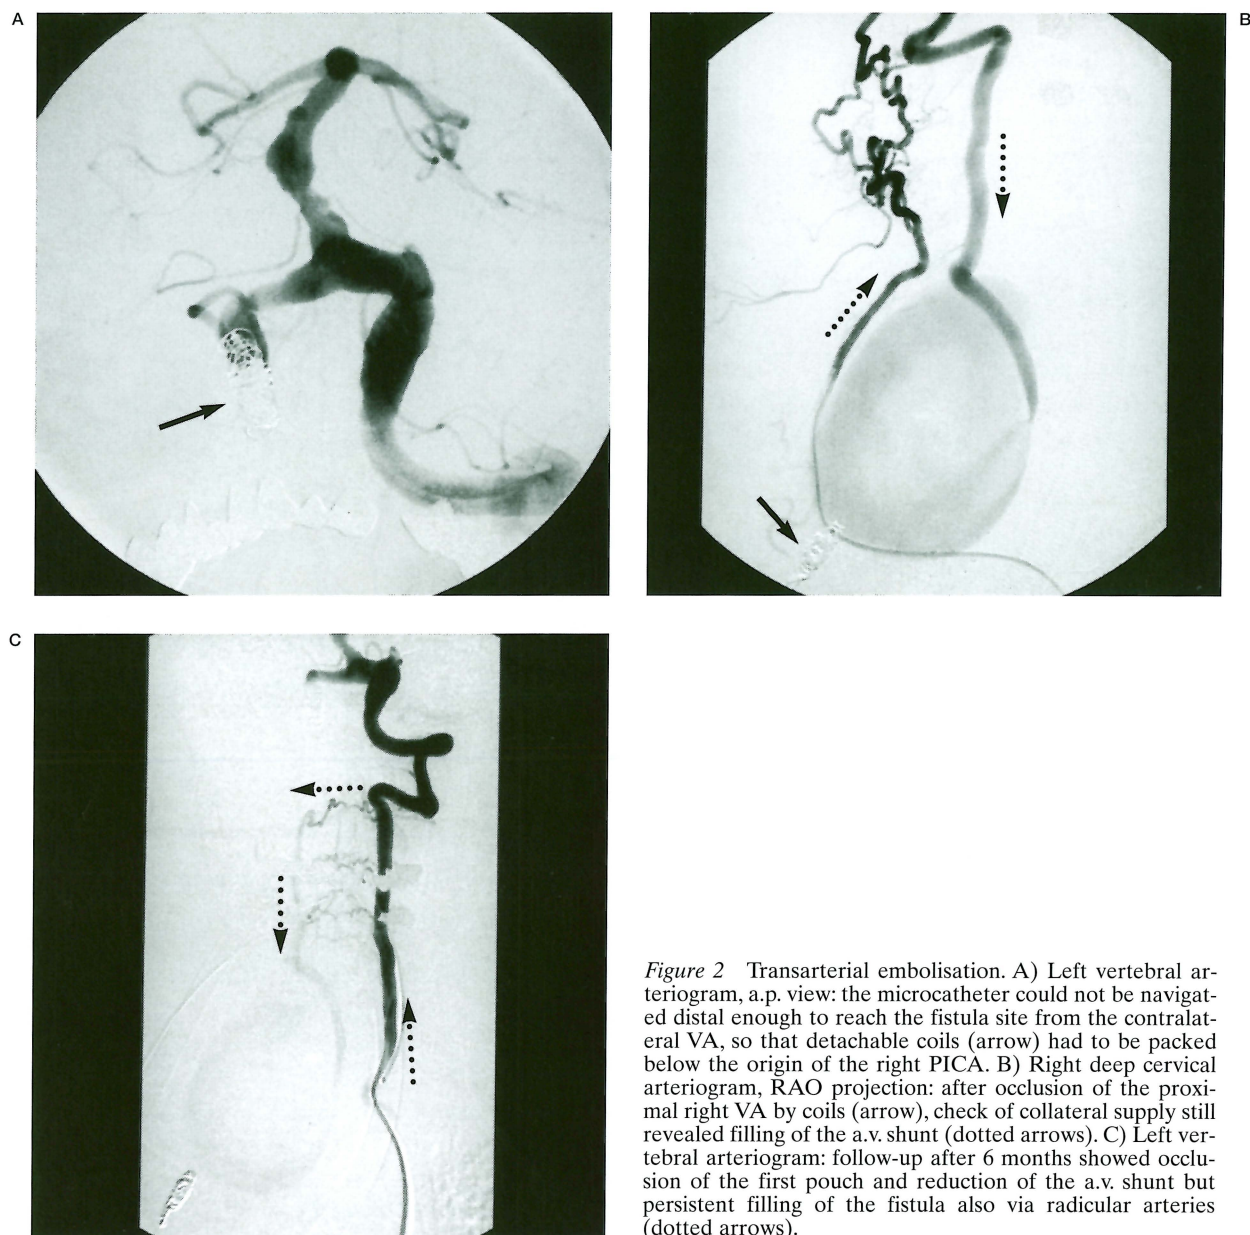 A
B
C
Figure 2 Transarterial embolisation. A) Left vertebral ar-
teriogram, a.p. view: the microcatheter could not be navigat-
ed distal enough to reach the fistula site from the contralat-
eral VA, so that detachable coils (arrow) had to be packed
below the origin of the right PICA. B) Right deep cervical
arteriogram, RAO projection: after occlusion of the proxi-
mal right VA by coils (arrow), check of collateral supply still
revealed filling of the a.v. shunt (dotted arrows). C) Left ver-
tebral arteriogram: follow-up after 6 months showed occlu-
sion of the first pouch and reduction of the a.v. shunt but
persistent filling of the fistula also via radicular arteries
(dotted arrows).